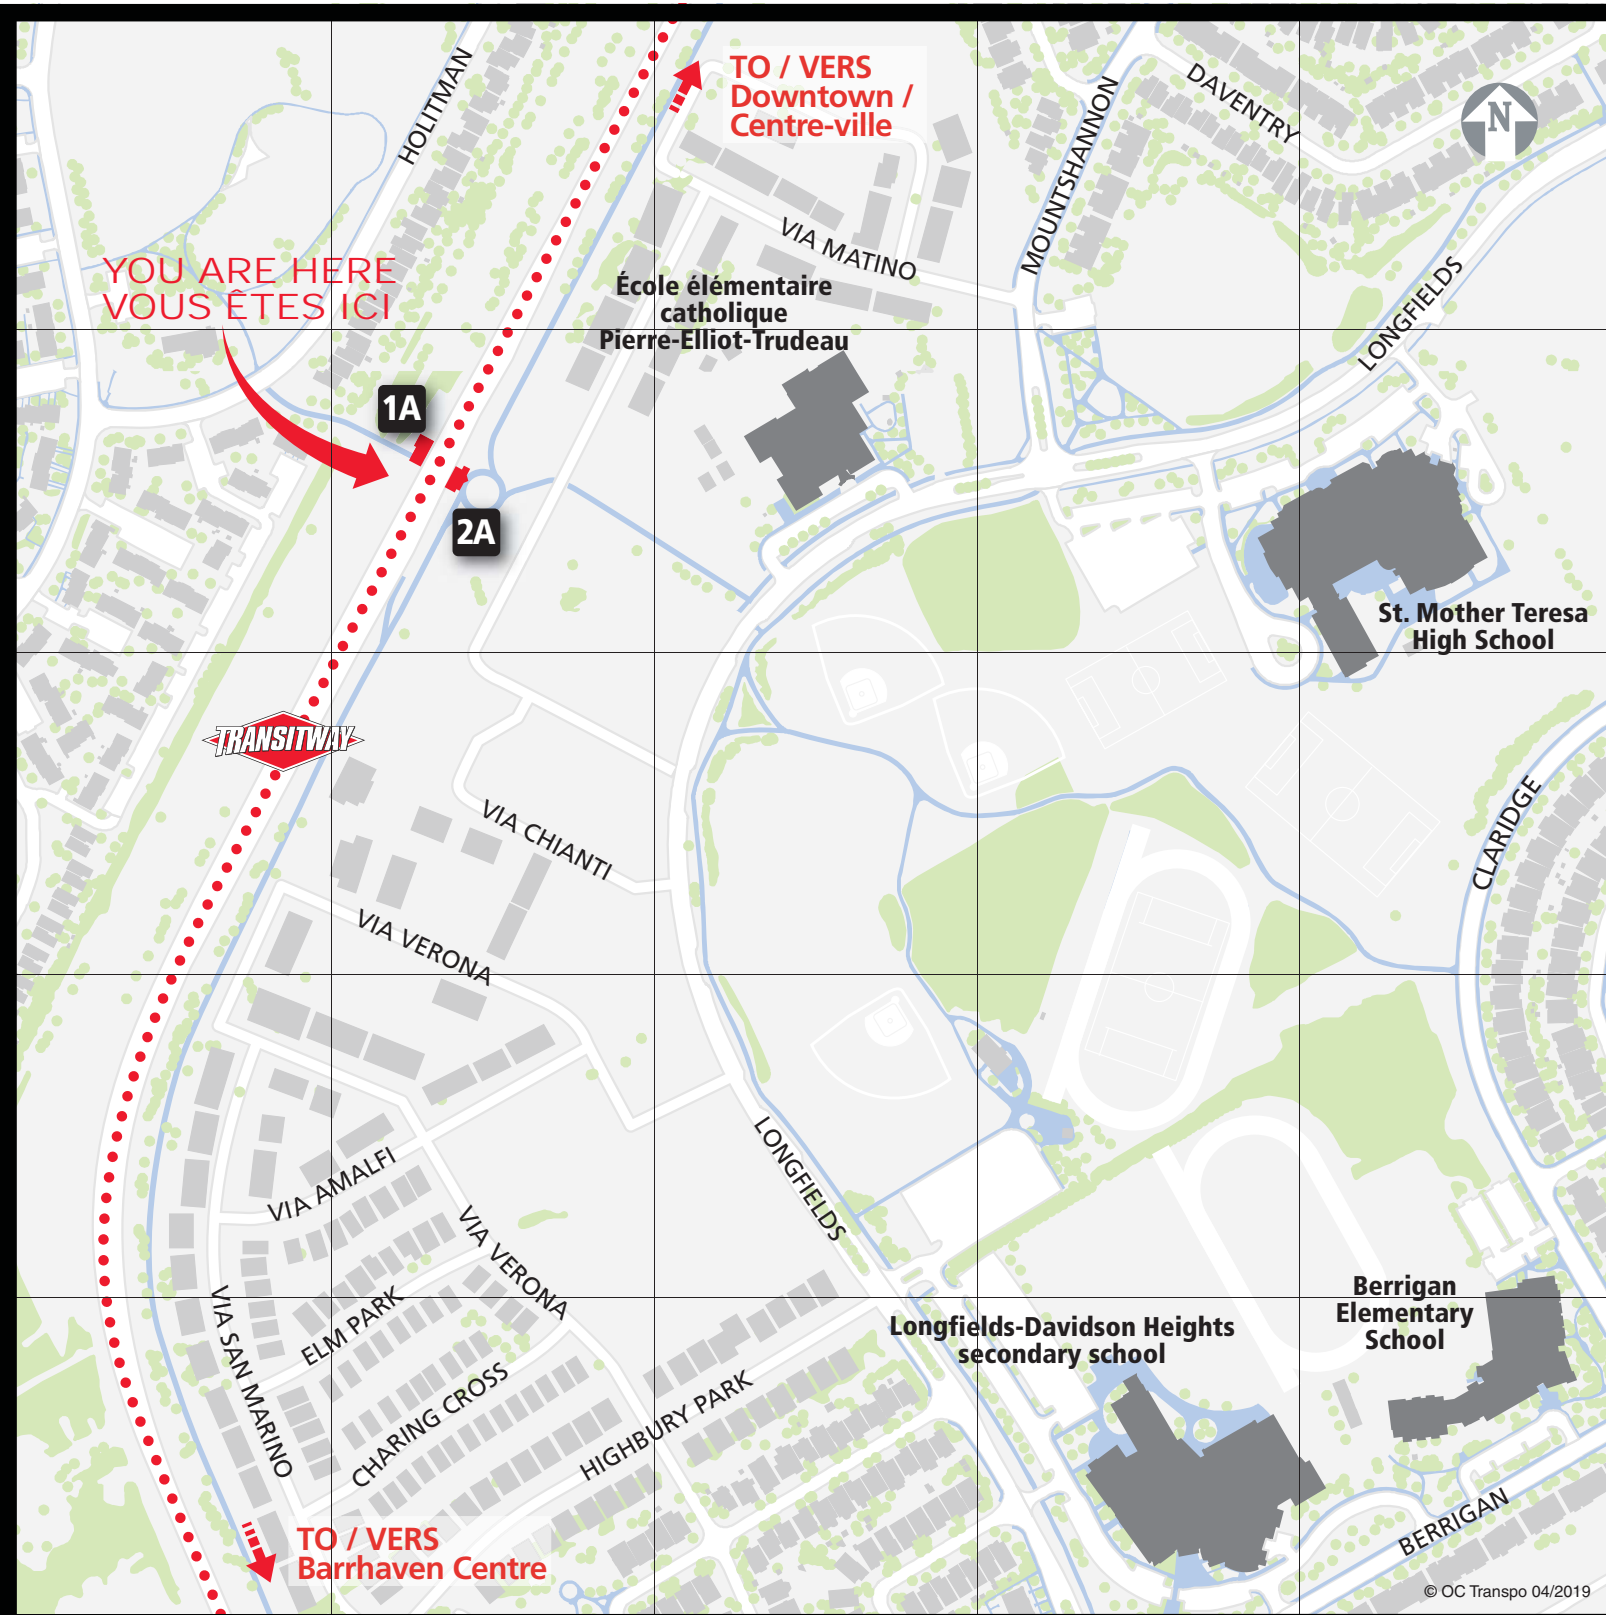 TO / VERS
Downtown /
Centre-ville
HOLITMAN
MOUNTSHANNON
DAVENTRY
N
VIA MATINO
YOU ARE HERE
VOUS ÊTES ICI
École élémentaire
catholique
Pierre-Elliot-Trudeau
LONGFIELDS
1A
2A
St. Mother Teresa
High School
TRANSITWAY
VIA CHIANTI
CLARIDGE
VIA VERONA
LONGFIELDS
VIA AMALFI
VIA VERONA
VIA SAN MARINO
ELM PARK
Berrigan
Elementary
School
Longfields-Davidson Heights
secondary school
CHARING CROSS
HIGHBURY PARK
BERRIGAN
TO / VERS
Barrhaven Centre
© OC Transpo 04/2019